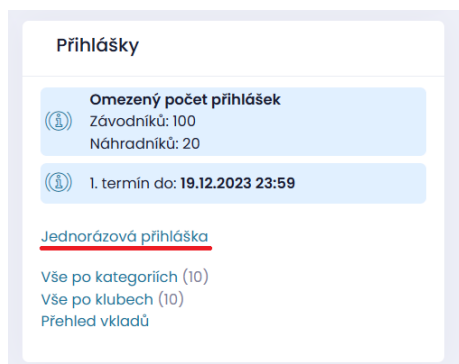 Přihlášky
Omezený počet přihlášek
Závodníků: 100
Náhradníků: 20
1. termín do: 19.12.2023 23:59
Jednorázová přihláška
Vše po kategoriích (10)
Vše po klubech (10)
Přehled vkladů